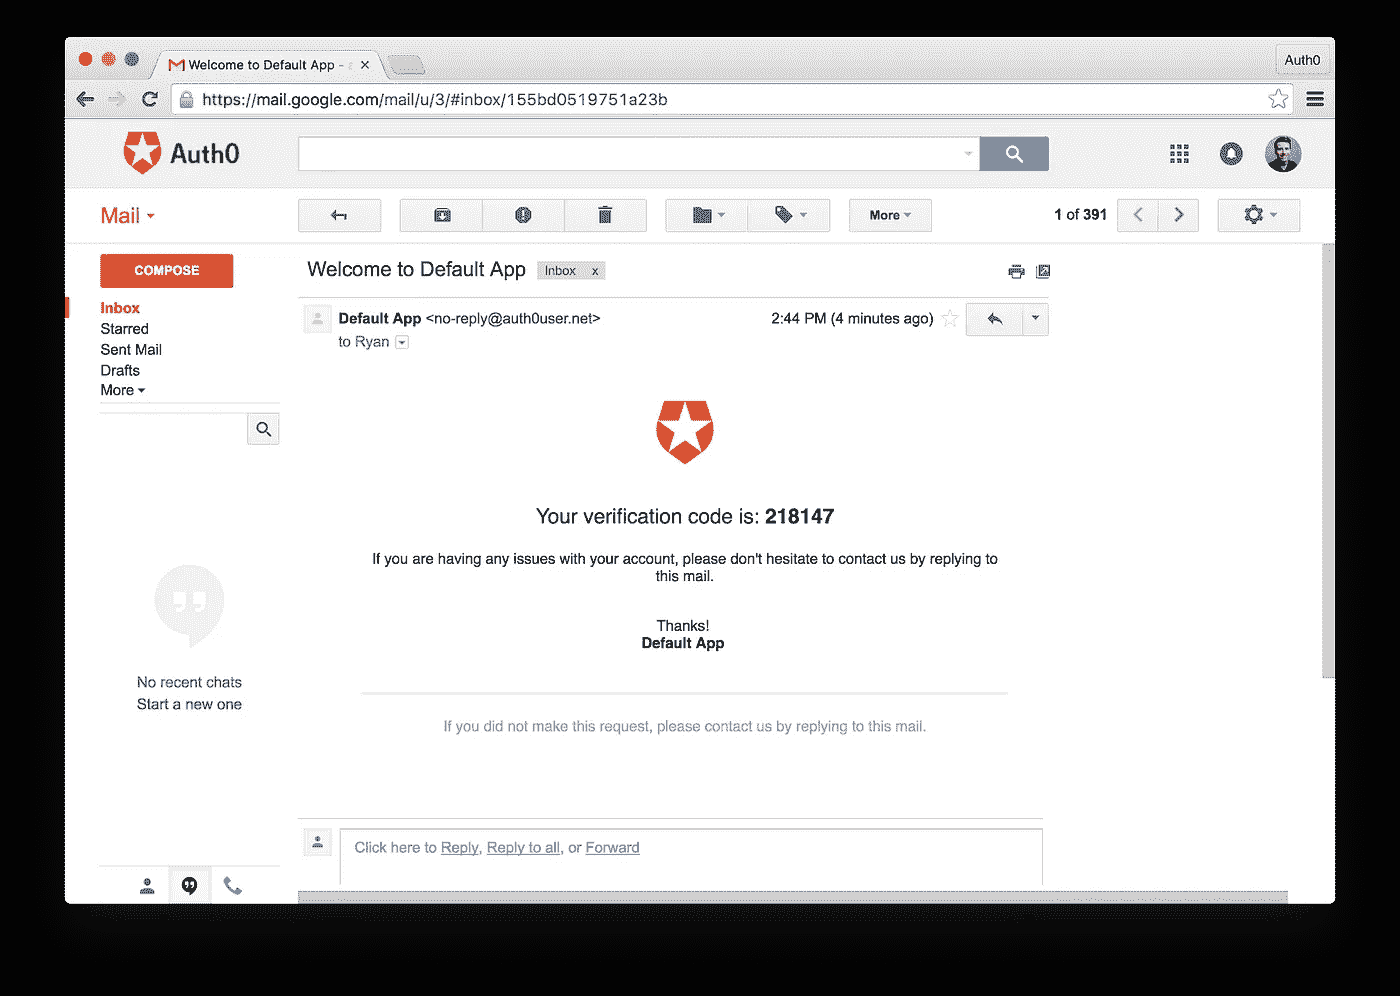 Welcome to Default App -
Auth0
https://mail.google.com/mail/u/3/#inbox/155bd0519751a23b
Auth0
Mail
More
1 of 391
COMPOSE
Welcome to Default App Inbox x
Inbox
Starred
Sent Mail
Drafts
More
Default App <no-reply@auth0user.net>
2:44 PM (4 minutes ago)
to Ryan
Your verification code is: 218147
If you are having any issues with your account, please don't hesitate to contact us by replying to
this mail.
Thanks!
Default App
No recent chats
Start a new one
If you did not make this request, please contact us by replying to this mail.
Click here to Reply, Reply to all, or Forward